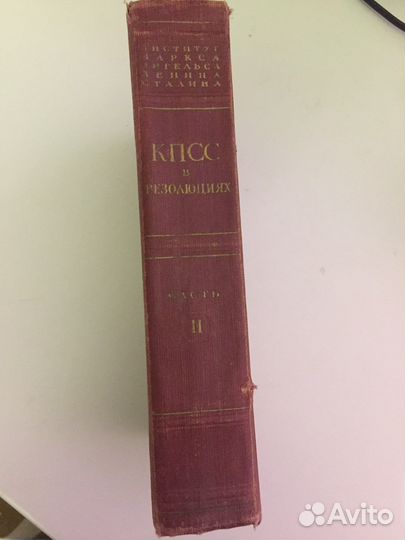 ИНСТИТУТ
МАРКСА
ЭНГЕЛЬСА
ЛЕНИНА
СТАЛИНА
КПСС
В
РЕЗОЛЮЦИЯХ
ЧАСТЬ
II
Avito